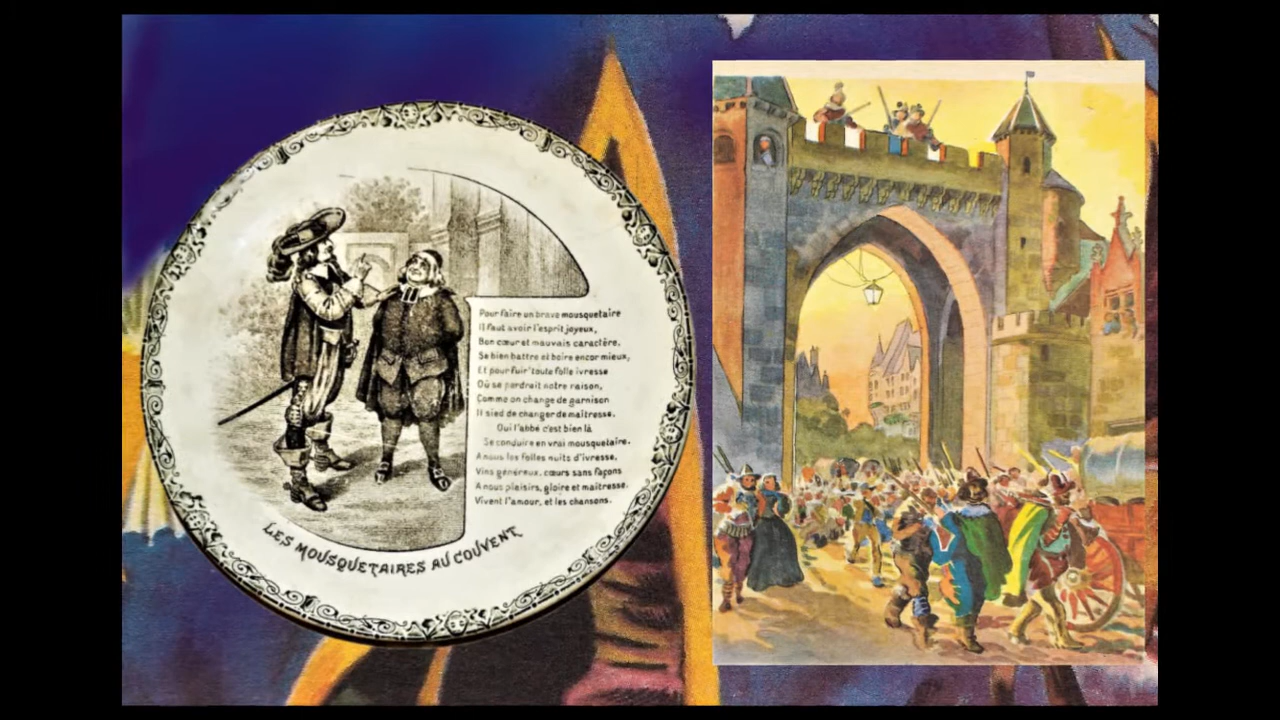 Pour faire un brave mousquetaire
Il faut avoir l'esprit joyeux,
Bon cœur et mauvais caractère,
Se bien battre et boire encor mieux,
Et pour fuir toute folle ivresse
Où se perdrait notre raison,
Comme on change de garnison
Il sied de changer de maîtresse.
Oui l'abbé c'est bien là
Se conduire en vrai mousquetaire.
A nous les folles nuits d'ivresse,
Vins généreux, cœurs sans façons
A nous plaisirs, gloire et maîtresse.
Vivent l'amour, et les chansons.
LES MOUSQUETAIRES AU COUVENT